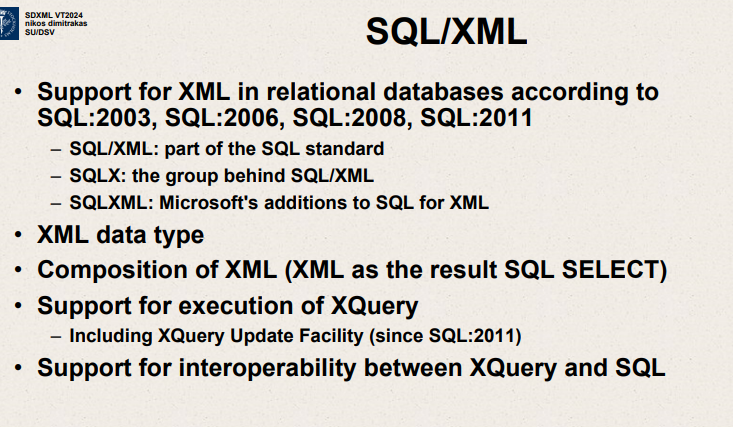 SDXML VT2024
nikos dimitrakas
SU/DSV
SQL/XML
• Support for XML in relational databases according to
SQL:2003, SQL:2006, SQL:2008, SQL:2011
– SQL/XML: part of the SQL standard
– SQLX: the group behind SQL/XML
– SQLXML: Microsoft's additions to SQL for XML
• XML data type
• Composition of XML (XML as the result SQL SELECT)
• Support for execution of XQuery
– Including XQuery Update Facility (since SQL:2011)
• Support for interoperability between XQuery and SQL